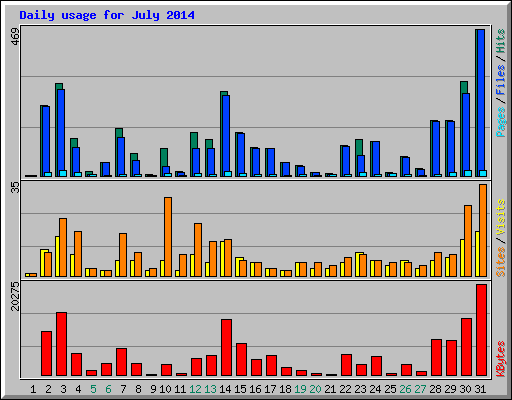 Daily usage for July 2014
469
Pages / Files / Hits
35
Sites / Visits
20275
KBytes
1 2 3 4 5 6 7 8 9 10 11 12 13 14 15 16 17 18 19 20 21 22 23 24 25 26 27 28 29 30 31